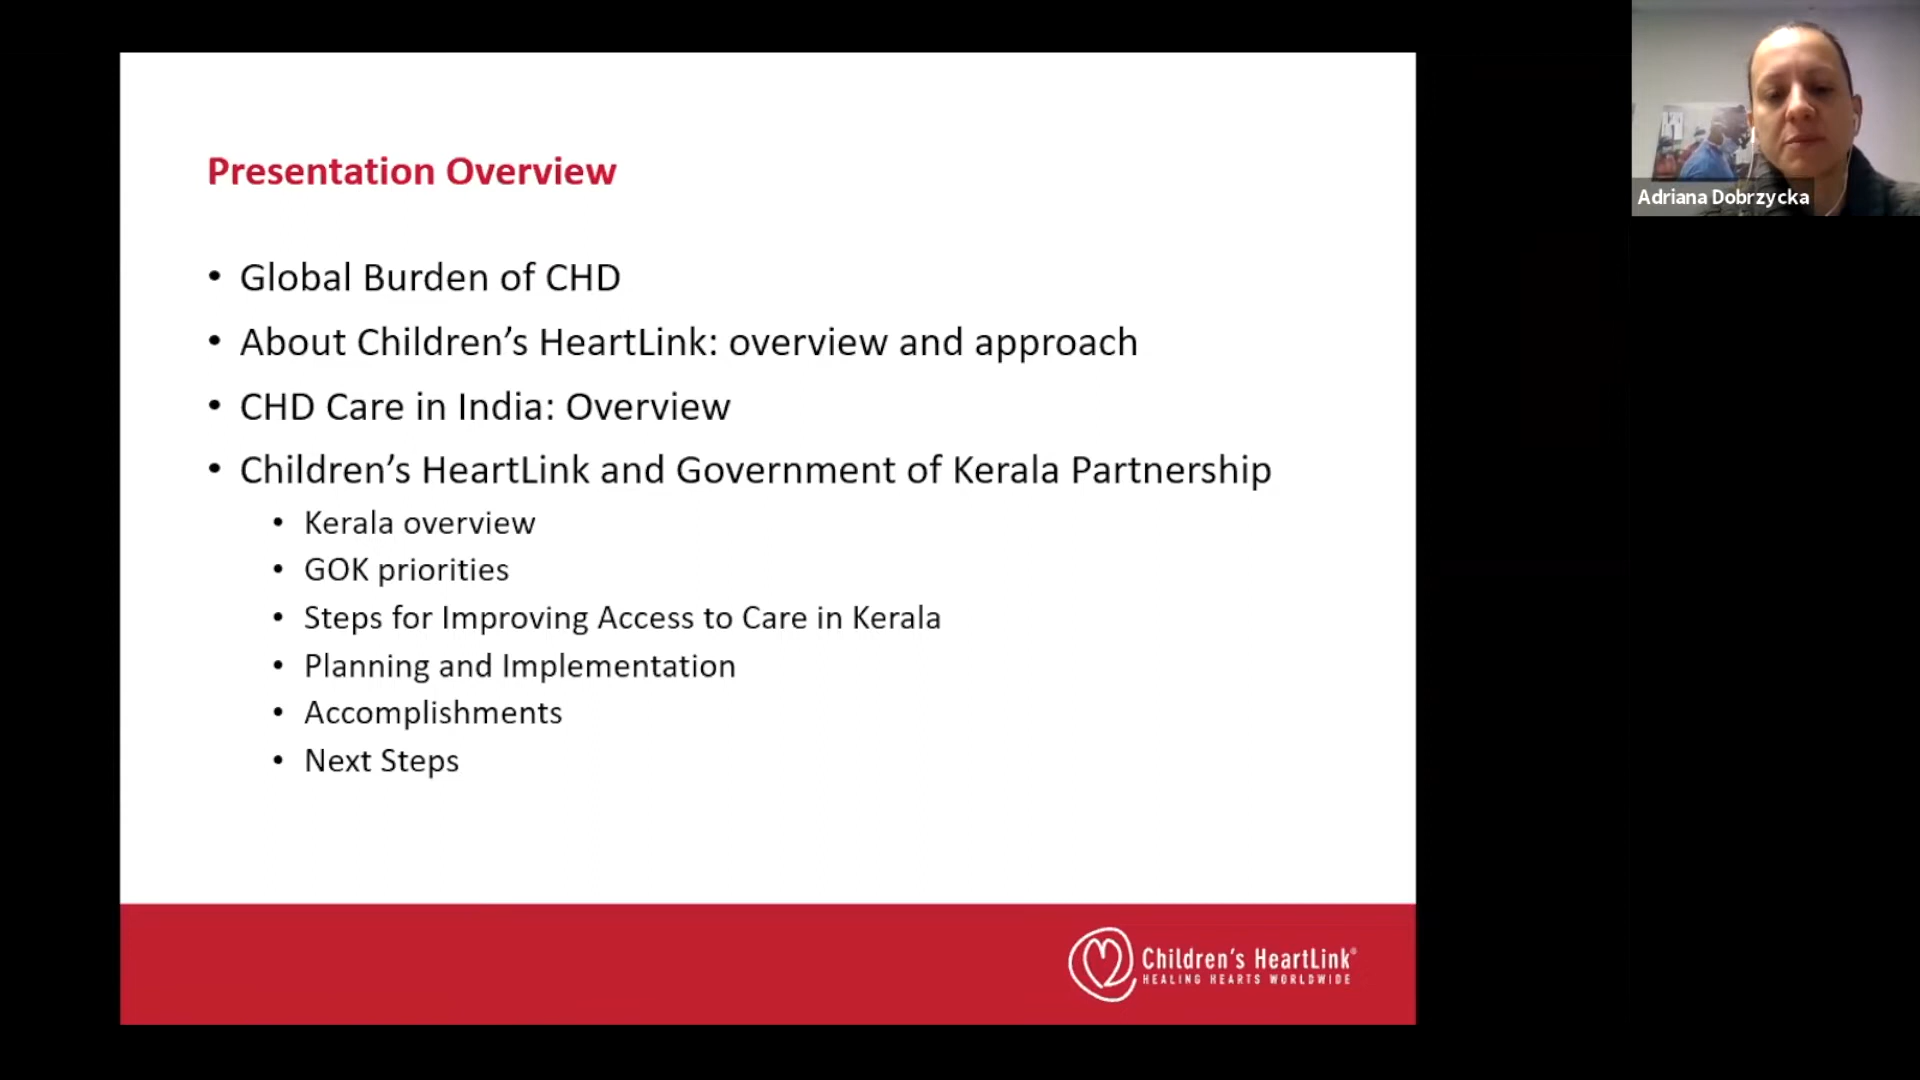 Presentation Overview
• Global Burden of CHD
• About Children’s HeartLink: overview and approach
• CHD Care in India: Overview
• Children’s HeartLink and Government of Kerala Partnership
• Kerala overview
• GOK priorities
• Steps for Improving Access to Care in Kerala
• Planning and Implementation
• Accomplishments
• Next Steps
Children’s HeartLink®
HEALING HEARTS WORLDWIDE
Adriana Dobrzycka